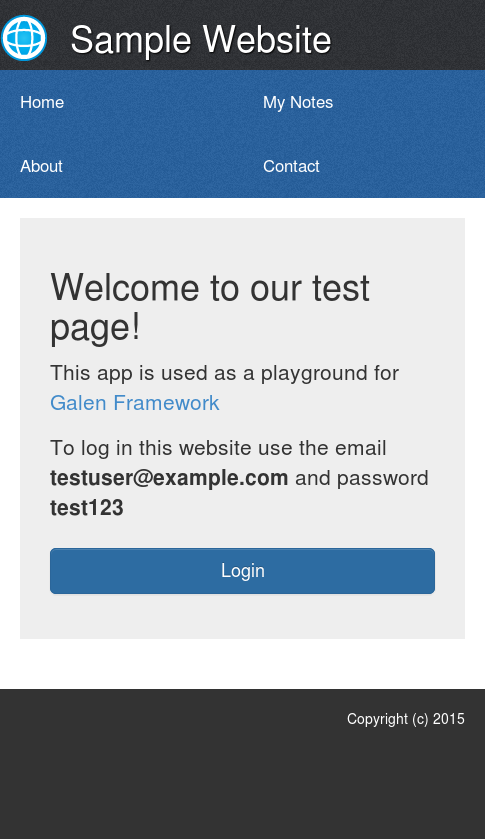 Sample Website
Home
My Notes
About
Contact
Welcome to our test
page!
This app is used as a playground for
Galen Framework
To log in this website use the email
testuser@example.com and password
test123
Login
Copyright (c) 2015